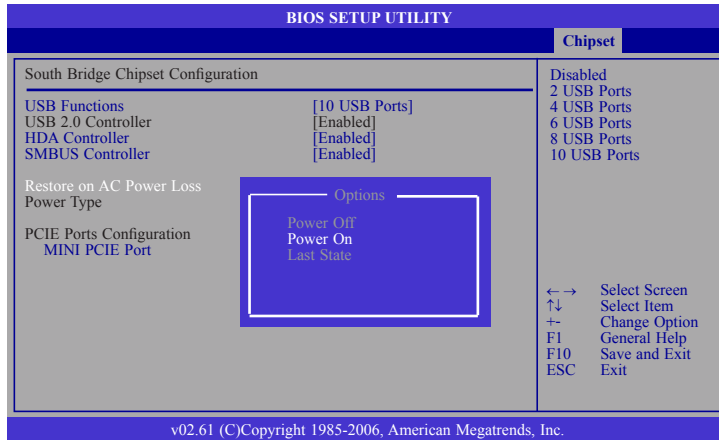 BIOS SETUP UTILITY
Chipset
South Bridge Chipset Configuration
USB Functions [10 USB Ports]
USB 2.0 Controller [Enabled]
HDA Controller [Enabled]
SMBUS Controller [Enabled]
Restore on AC Power Loss
Power Type
PCIE Ports Configuration
MINI PCIE Port
Options
Power Off
Power On
Last State
Disabled
2 USB Ports
4 USB Ports
6 USB Ports
8 USB Ports
10 USB Ports
←→ Select Screen
↑↓ Select Item
+- Change Option
F1 General Help
F10 Save and Exit
ESC Exit
v02.61 (C)Copyright 1985-2006, American Megatrends, Inc.